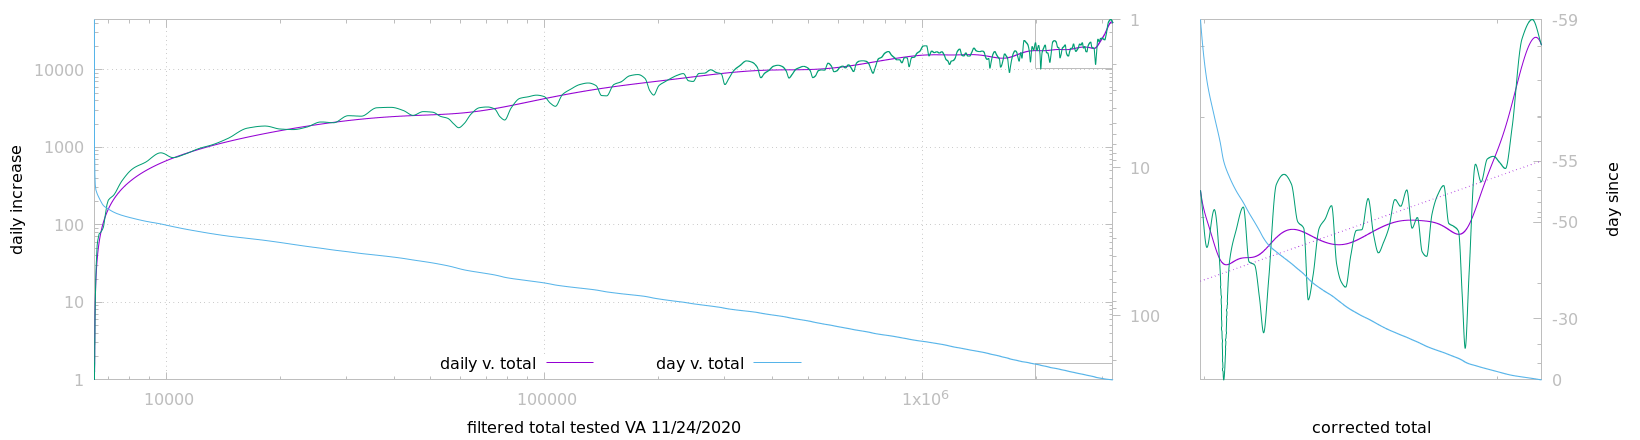 daily increase
10000
1000
100
10
1
10000
100000
1x10^6
filtered total tested VA 11/24/2020
daily v. total
day v. total
1
10
100
-59
-55
-50
-30
0
day since
corrected total